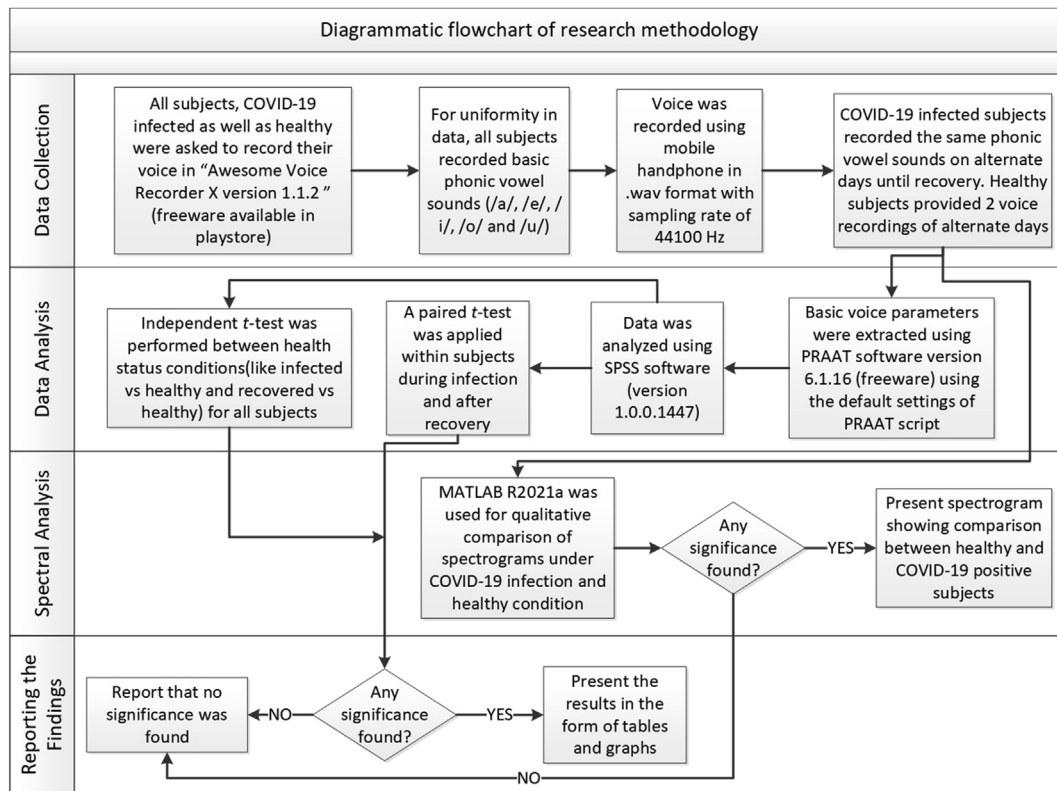 Diagrammatic flowchart of research methodology
Data Collection
All subjects, COVID-19
infected as well as healthy
were asked to record their
voice in “Awesome Voice
Recorder X version 1.1.2 ”
(freeware available in
playstore)
For uniformity in
data, all subjects
recorded basic
phonic vowel
sounds (/a/, /e/, /
i/, /o/ and /u/)
Voice was
recorded using
mobile
handphone in
.wav format with
sampling rate of
44100 Hz
COVID-19 infected subjects
recorded the same phonic
vowel sounds on alternate
days until recovery. Healthy
subjects provided 2 voice
recordings of alternate days
Data Analysis
Independent t-test was
performed between health
status conditions(like infected
vs healthy and recovered vs
healthy) for all subjects
A paired t-test
was applied
within subjects
during infection
and after
recovery
Data was
analyzed using
SPSS software
(version
1.0.0.1447)
Basic voice parameters
were extracted using
PRAAT software version
6.1.16 (freeware) using
the default settings of
PRAAT script
Spectral Analysis
MATLAB R2021a was
used for qualitative
comparison of
spectrograms under
COVID-19 infection and
healthy condition
Any
significance
found?
YES
Present spectrogram
showing comparison
between healthy and
COVID-19 positive
subjects
Reporting the
Findings
Report that no
significance was
found
NO
Any
significance
found?
YES
Present the
results in the
form of tables
and graphs
NO